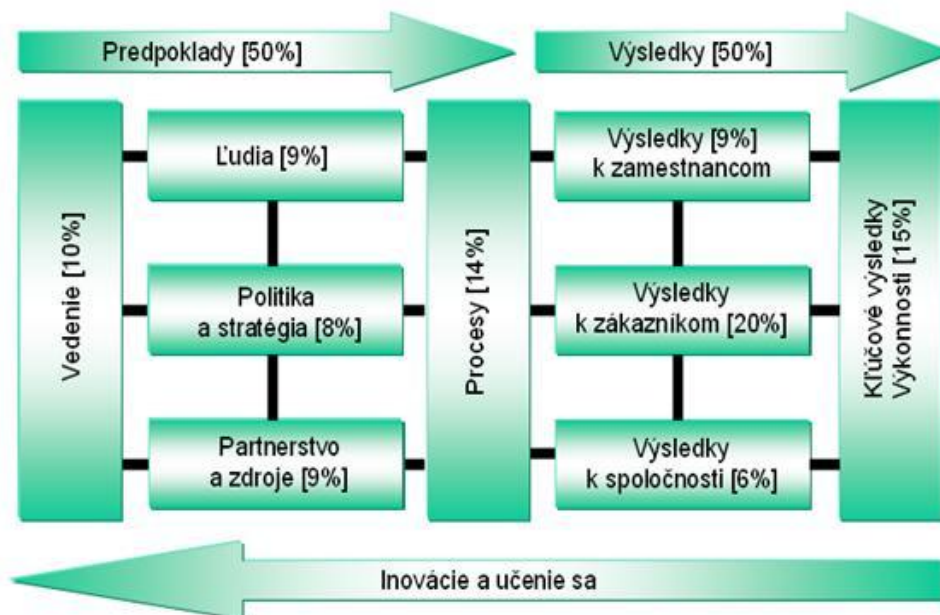 Predpoklady [50%]
Výsledky [50%]
Vedenie [10%]
Ľudia [9%]
Politika
a stratégia [8%]
Partnerstvo
a zdroje [9%]
Procesy [14%]
Výsledky [9%]
k zamestnancom
Výsledky
k zákazníkom [20%]
Výsledky
k spoločnosti [6%]
Kľúčové výsledky
Výkonnosti [15%]
Inovácie a učenie sa